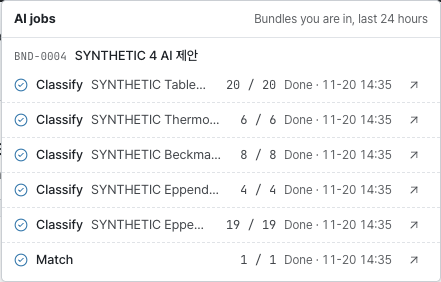 AI jobs Bundles you are in, last 24 hours
BND-0004 SYNTHETIC 4 AI 제안
Classify SYNTHETIC Table... 20 / 20 Done · 11-20 14:35
Classify SYNTHETIC Thermo... 6 / 6 Done · 11-20 14:35
Classify SYNTHETIC Beckma... 8 / 8 Done · 11-20 14:35
Classify SYNTHETIC Eppend... 4 / 4 Done · 11-20 14:35
Classify SYNTHETIC Eppe... 19 / 19 Done · 11-20 14:35
Match 1 / 1 Done · 11-20 14:35